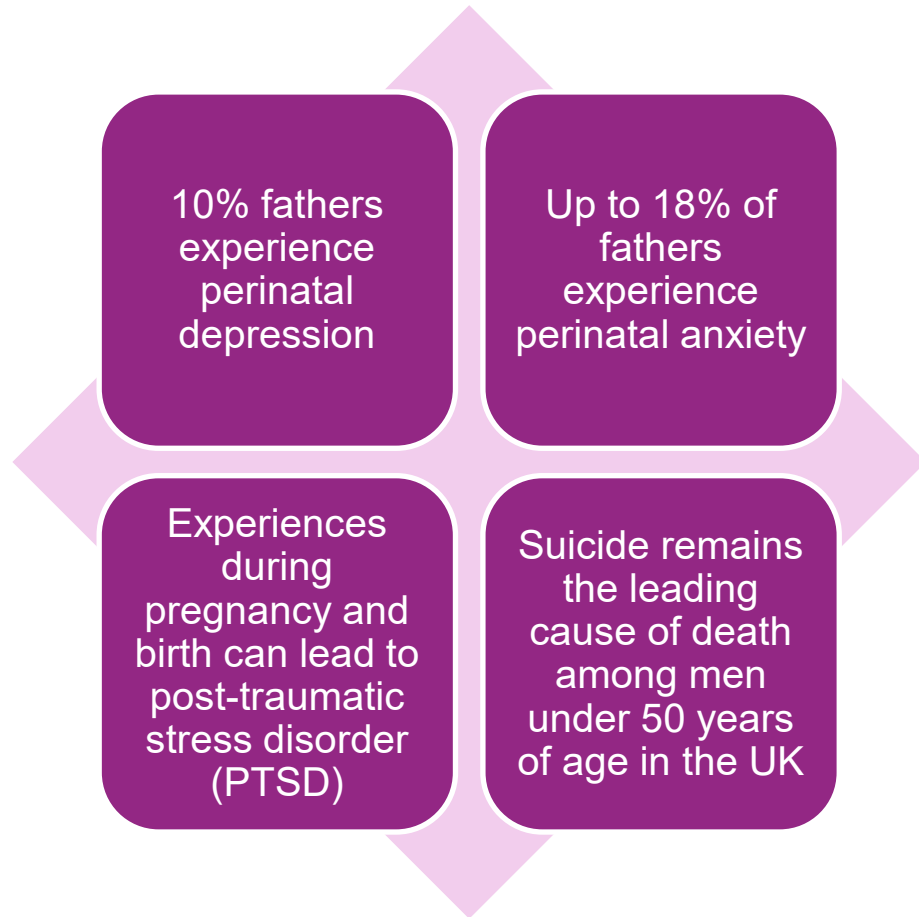 10% fathers
experience
perinatal
depression
Up to 18% of
fathers
experience
perinatal anxiety
Experiences
during
pregnancy and
birth can lead to
post-traumatic
stress disorder
(PTSD)
Suicide remains
the leading
cause of death
among men
under 50 years
of age in the UK